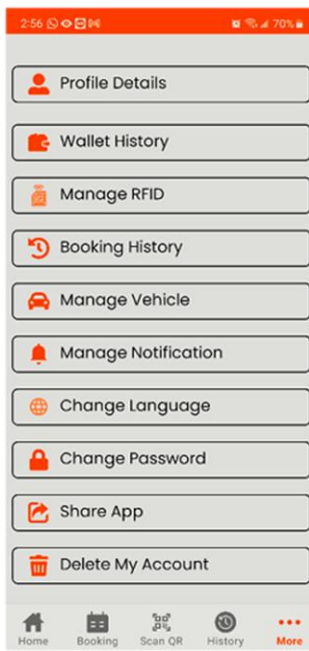 2:56
70%
Profile Details
Wallet History
Manage RFID
Booking History
Manage Vehicle
Manage Notification
Change Language
Change Password
Share App
Delete My Account
Home Booking Scan QR History More